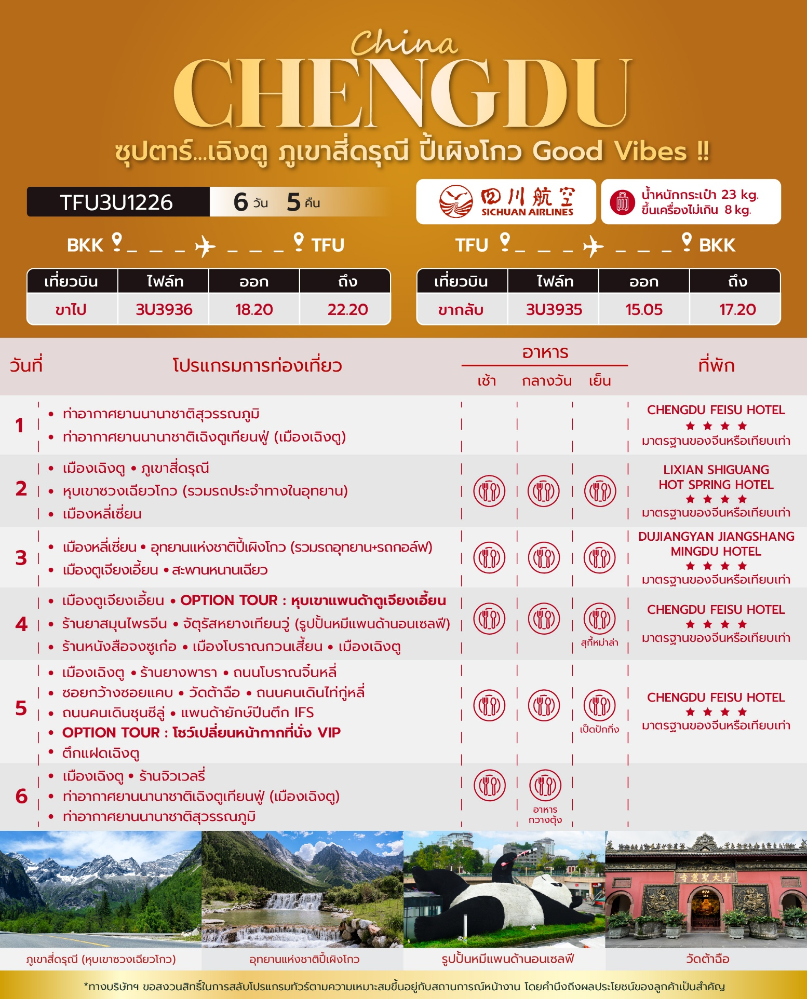 China
CHENGDU
ซุปตาร์...เฉิงตู ภูเขาสี่ดรุณี ปี้เผิงโกว Good Vibes !!
TFU3U1226 6 วัน 5 คืน
四川航空
SICHUAN AIRLINES
น้ำหนักกระเป๋า 23 kg.
ขึ้นเครื่องไม่เกิน 8 kg.
BKK TFU
TFU BKK
เที่ยวบิน ไฟล์ท ออก ถึง
ขาไป 3U3936 18.20 22.20
เที่ยวบิน ไฟล์ท ออก ถึง
ขากลับ 3U3935 15.05 17.20
วันที่ โปรแกรมการท่องเที่ยว อาหาร ที่พัก
เช้า กลางวัน เย็น
1
• ท่าอากาศยานนานาชาติสุวรรณภูมิ
• ท่าอากาศยานนานาชาติเฉิงตูเทียนฟู่ (เมืองเฉิงตู)
CHENGDU FEISU HOTEL
มาตรฐานของจีนหรือเทียบเท่า
2
• เมืองเฉิงตู • ภูเขาสี่ดรุณี
• หุบเขาซวงเฉียวโกว (รวมรถประจำทางในอุทยาน)
• เมืองหลี่เซี่ยน
LIXIAN SHIGUANG
HOT SPRING HOTEL
มาตรฐานของจีนหรือเทียบเท่า
3
• เมืองหลี่เซี่ยน • อุทยานแห่งชาติปี้เผิงโกว (รวมรถอุทยาน+รถกอล์ฟ)
• เมืองตูเจียงเอี้ยน • สะพานหนานเฉียว
DUJIANGYAN JIANGSHANG
MINGDU HOTEL
มาตรฐานของจีนหรือเทียบเท่า
4
• เมืองตูเจียงเอี้ยน • OPTION TOUR : หุบเขาแพนด้าตูเจียงเอี้ยน
• ร้านยาสมุนไพรจีน • จัตุรัสหยางเทียนวู่ (รูปปั้นหมีแพนด้านอนเซลฟี)
• ร้านหนังสือจงซูเก๋อ • เมืองโบราณกวนเสี้ยน • เมืองเฉิงตู
สุกี้หม่าล่า
CHENGDU FEISU HOTEL
มาตรฐานของจีนหรือเทียบเท่า
5
• เมืองเฉิงตู • ร้านยางพารา • ถนนโบราณจิ๋นหลี่
• ซอยกว้างซอยแคบ • วัดต้าฉือ • ถนนคนเดินไท่กู่หลี่
• ถนนคนเดินชุนซีลู่ • แพนด้ายักษ์ปีนตึก IFS
• OPTION TOUR : โชว์เปลี่ยนหน้ากากที่นั่ง VIP
• ตึกแฝดเฉิงตู
เป็ดปักกิ่ง
CHENGDU FEISU HOTEL
มาตรฐานของจีนหรือเทียบเท่า
6
• เมืองเฉิงตู • ร้านจิวเวลรี่
• ท่าอากาศยานนานาชาติเฉิงตูเทียนฟู่ (เมืองเฉิงตู)
• ท่าอากาศยานนานาชาติสุวรรณภูมิ
อาหาร
กวางตุ้ง
寺慈聖大古
ภูเขาสี่ดรุณี (หุบเขาซวงเฉียวโกว)
อุทยานแห่งชาติปี้เผิงโกว
รูปปั้นหมีแพนด้านอนเซลฟี
วัดต้าฉือ
*ทางบริษัทฯ ขอสงวนสิทธิ์ในการสลับโปรแกรมทัวร์ตามความเหมาะสมขึ้นอยู่กับสถานการณ์หน้างาน โดยคำนึงถึงผลประโยชน์ของลูกค้าเป็นสำคัญ